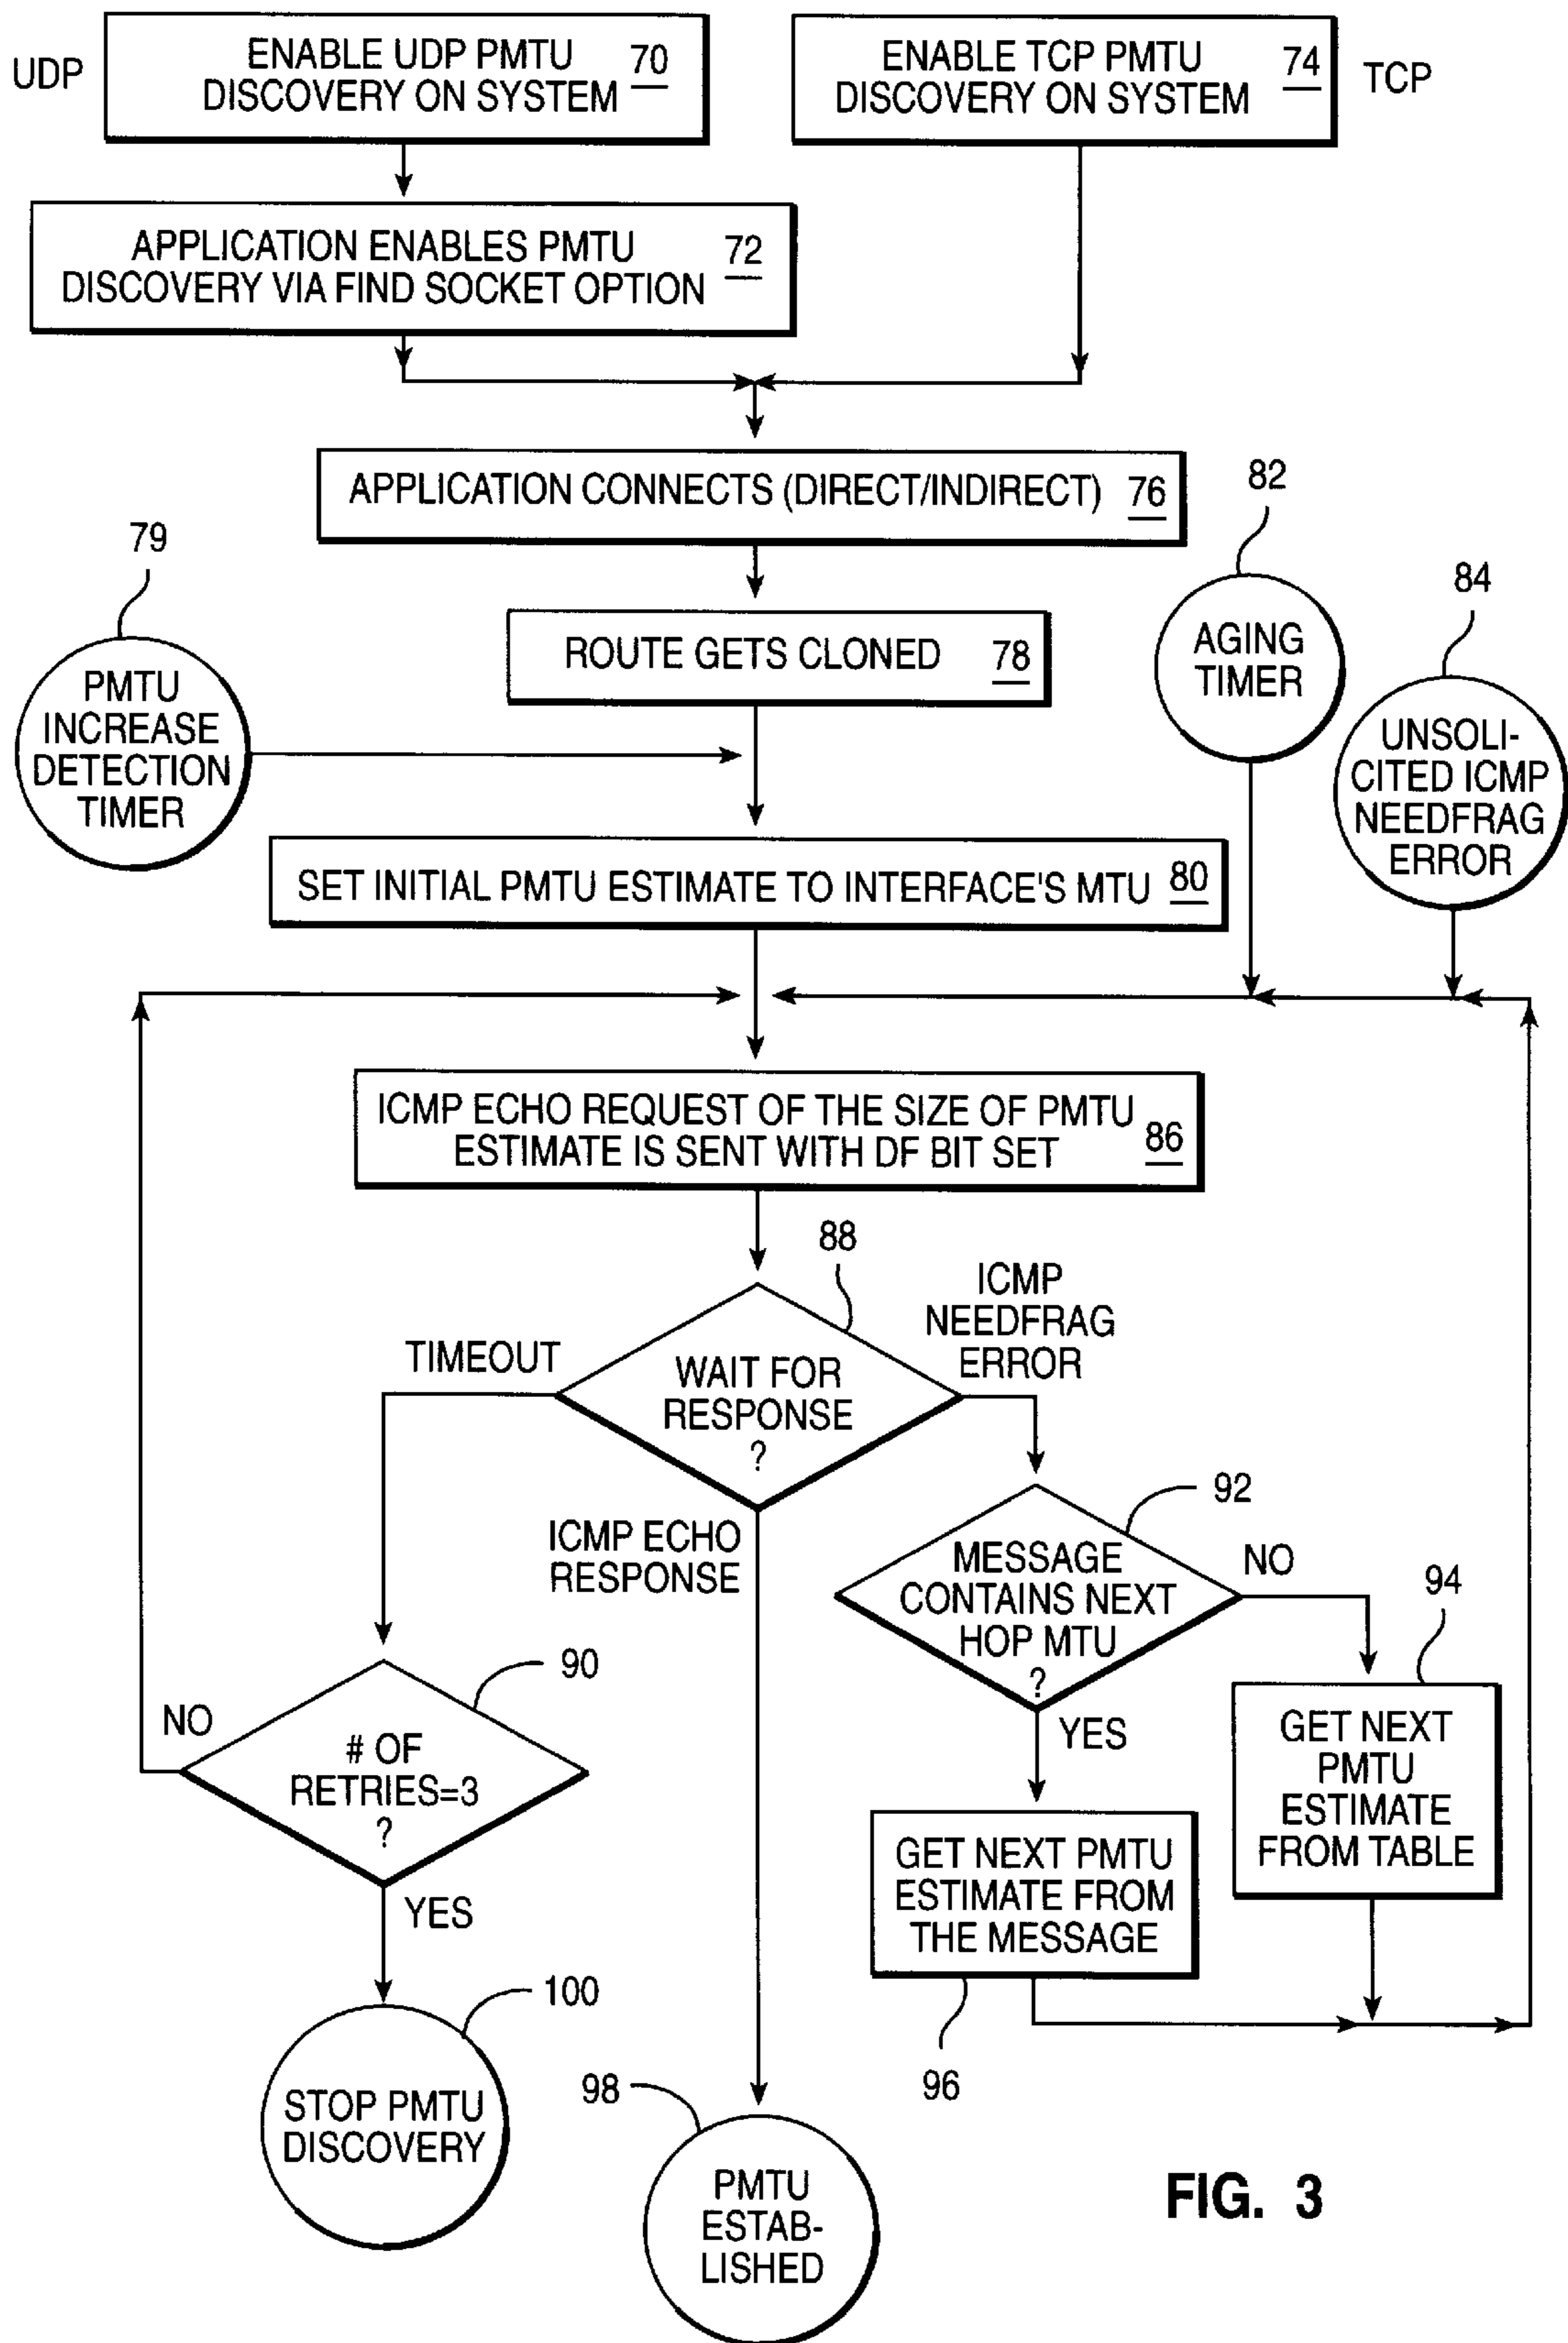 UDP
ENABLE UDP PMTU
DISCOVERY ON SYSTEM
70
ENABLE TCP PMTU
DISCOVERY ON SYSTEM
74
TCP
APPLICATION ENABLES PMTU
DISCOVERY VIA FIND SOCKET OPTION
72
APPLICATION CONNECTS (DIRECT/INDIRECT) 76
82
79
84
ROUTE GETS CLONED 78
AGING
TIMER
PMTU
INCREASE
DETECTION
TIMER
UNSOLI-
CITED ICMP
NEEDFRAG
ERROR
SET INITIAL PMTU ESTIMATE TO INTERFACE'S MTU 80
ICMP ECHO REQUEST OF THE SIZE OF PMTU
ESTIMATE IS SENT WITH DF BIT SET
86
88
ICMP
NEEDFRAG
ERROR
TIMEOUT
WAIT FOR
RESPONSE
?
92
ICMP ECHO
RESPONSE
MESSAGE
CONTAINS NEXT
HOP MTU
?
NO
94
YES
90
NO
# OF
RETRIES=3
?
GET NEXT
PMTU
ESTIMATE
FROM TABLE
GET NEXT PMTU
ESTIMATE FROM
THE MESSAGE
YES
100
96
98
STOP PMTU
DISCOVERY
PMTU
ESTAB-
LISHED
FIG. 3